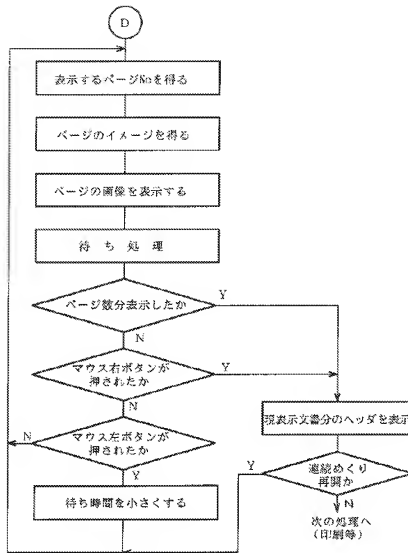 D
表示するページNoを得る
ページのイメージを得る
ページの画像を表示する
待ち処理
ページ数分表示したか
Y
N
マウス右ボタンが
押されたか
Y
N
現表示文書分のヘッダを表示
N
マウス左ボタンが
押されたか
Y
Y
連続めくり
再開か
N
待ち時間を小さくする
次の処理へ
(印刷等)